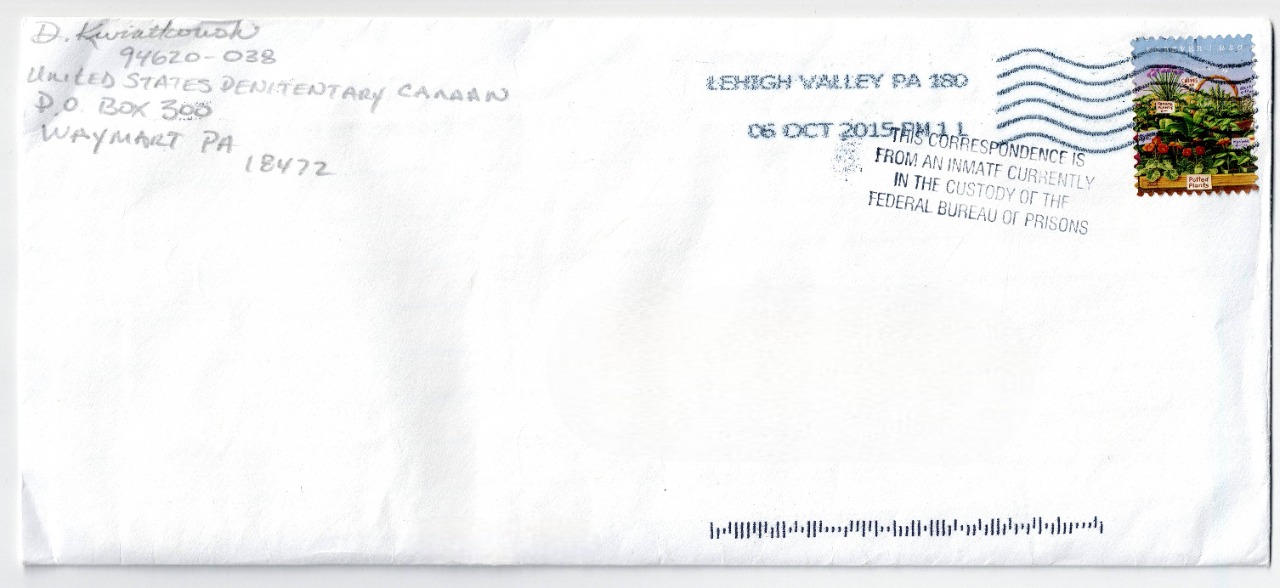 D. Kwiatkowski
94620-038
UNITED STATES PENITENTARY CANAAN
P.O. BOX 300
WAYMART PA
18472
LEHIGH VALLEY PA 180
06 OCT 2015 PM 1 L
THIS CORRESPONDENCE IS
FROM AN INMATE CURRENTLY
IN THE CUSTODY OF THE
FEDERAL BUREAU OF PRISONS
Potted
Plants